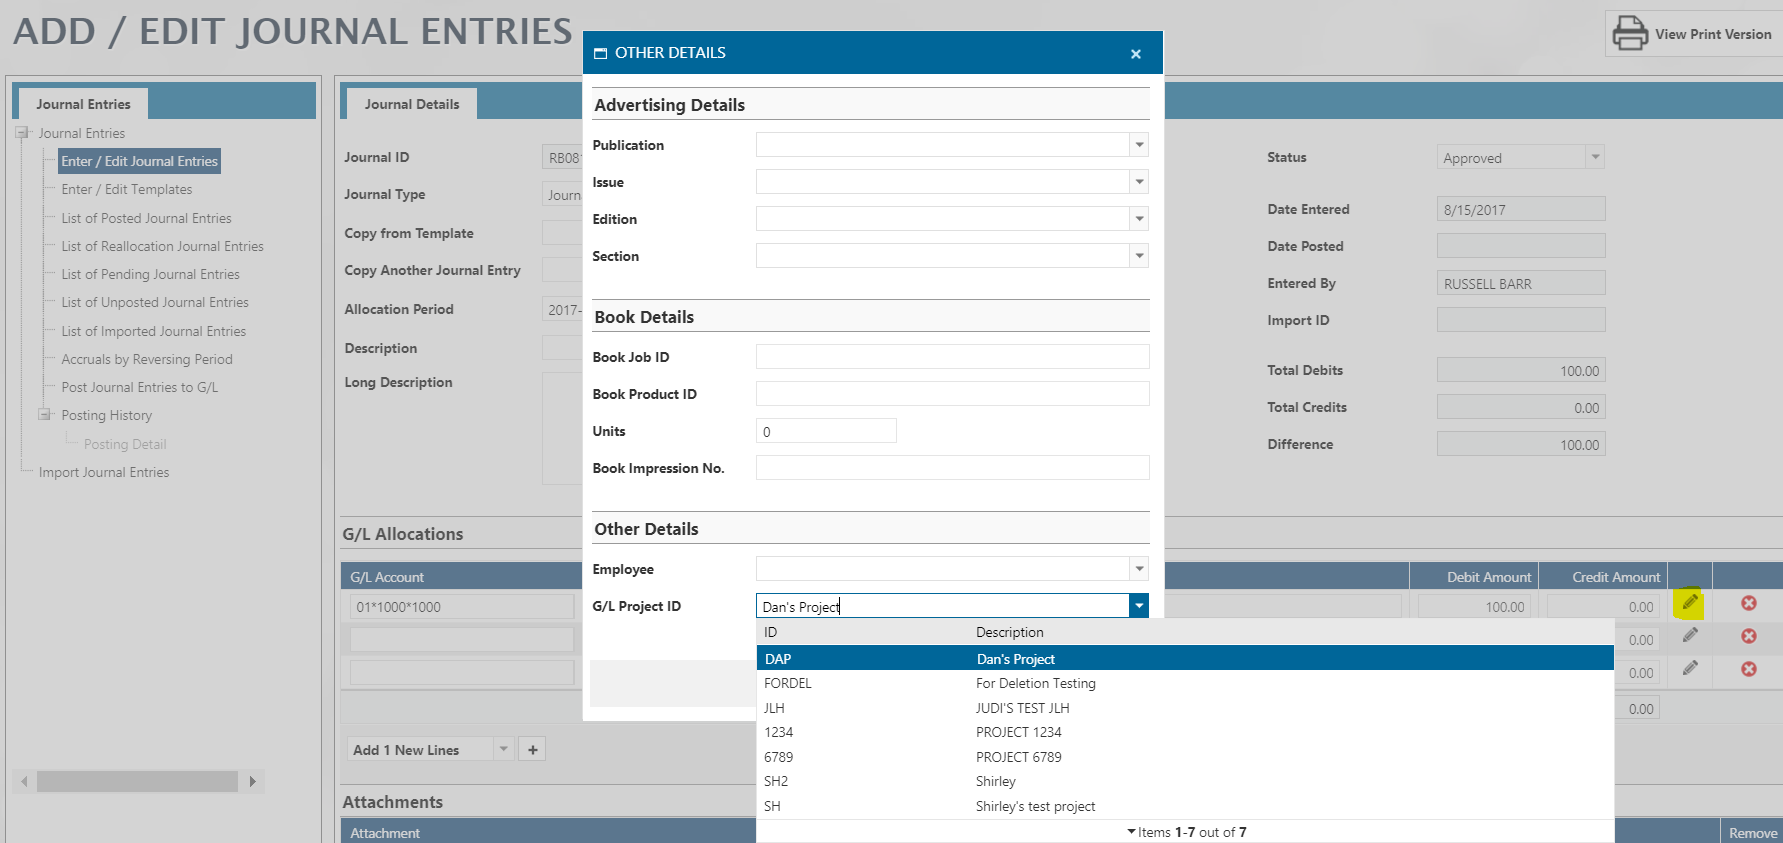 ADD / EDIT JOURNAL ENTRIES
View Print Version
Journal Entries
Journal Entries
Enter / Edit Journal Entries
Enter / Edit Templates
List of Posted Journal Entries
List of Reallocation Journal Entries
List of Pending Journal Entries
List of Unposted Journal Entries
List of Imported Journal Entries
Accruals by Reversing Period
Post Journal Entries to G/L
Posting History
Posting Detail
Import Journal Entries
Journal Details
Journal ID RB08
Journal Type Journ
Copy from Template
Copy Another Journal Entry
Allocation Period 2017-
Description
Long Description
Status Approved
Date Entered 8/15/2017
Date Posted
Entered By RUSSELL BARR
Import ID
Total Debits 100.00
Total Credits 0.00
Difference 100.00
OTHER DETAILS ×
Advertising Details
Publication
Issue
Edition
Section
Book Details
Book Job ID
Book Product ID
Units 0
Book Impression No.
Other Details
Employee
G/L Project ID Dan's Project
ID Description
DAP Dan's Project
FORDEL For Deletion Testing
JLH JUDI'S TEST JLH
1234 PROJECT 1234
6789 PROJECT 6789
SH2 Shirley
SH Shirley's test project
Items 1-7 out of 7
G/L Allocations
G/L Account Debit Amount Credit Amount
01*1000*1000 100.00 0.00
0.00
0.00
0.00
Add 1 New Lines +
Attachments
Attachment Remove